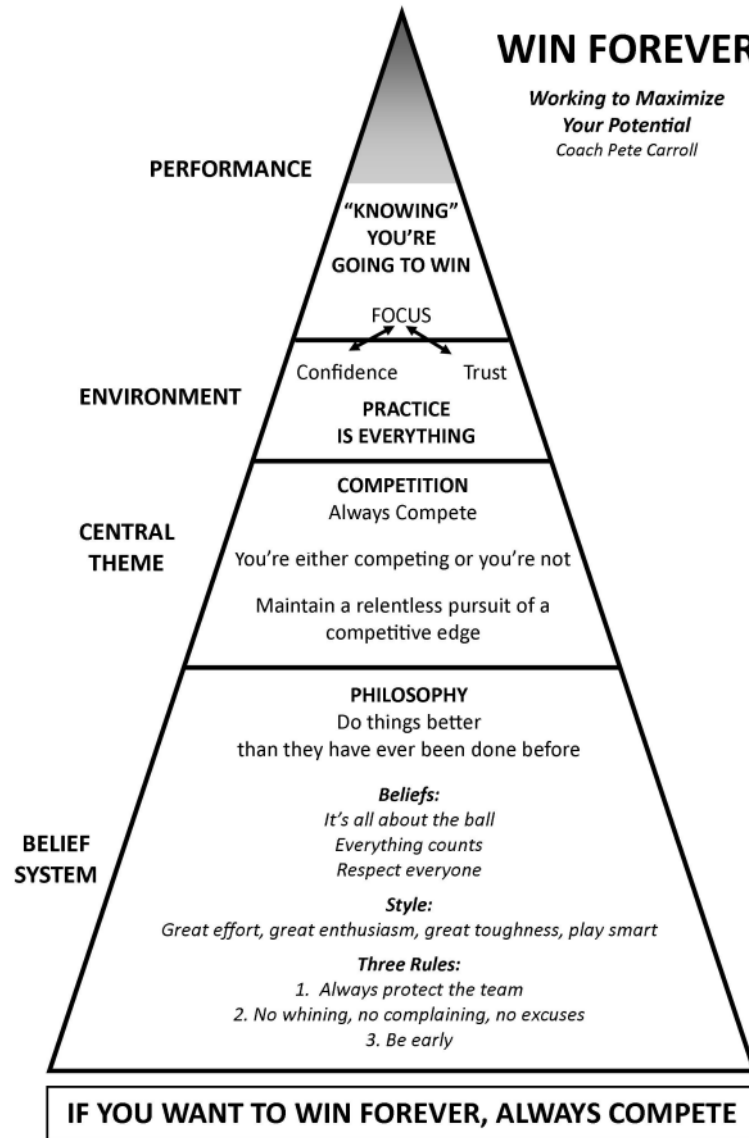 WIN FOREVER
Working to Maximize
Your Potential
Coach Pete Carroll
PERFORMANCE
“KNOWING”
YOU’RE
GOING TO WIN
FOCUS
ENVIRONMENT
Confidence Trust
PRACTICE
IS EVERYTHING
CENTRAL
THEME
COMPETITION
Always Compete
You’re either competing or you’re not
Maintain a relentless pursuit of a
competitive edge
BELIEF
SYSTEM
PHILOSOPHY
Do things better
than they have ever been done before
Beliefs:
It’s all about the ball
Everything counts
Respect everyone
Style:
Great effort, great enthusiasm, great toughness, play smart
Three Rules:
1. Always protect the team
2. No whining, no complaining, no excuses
3. Be early
IF YOU WANT TO WIN FOREVER, ALWAYS COMPETE